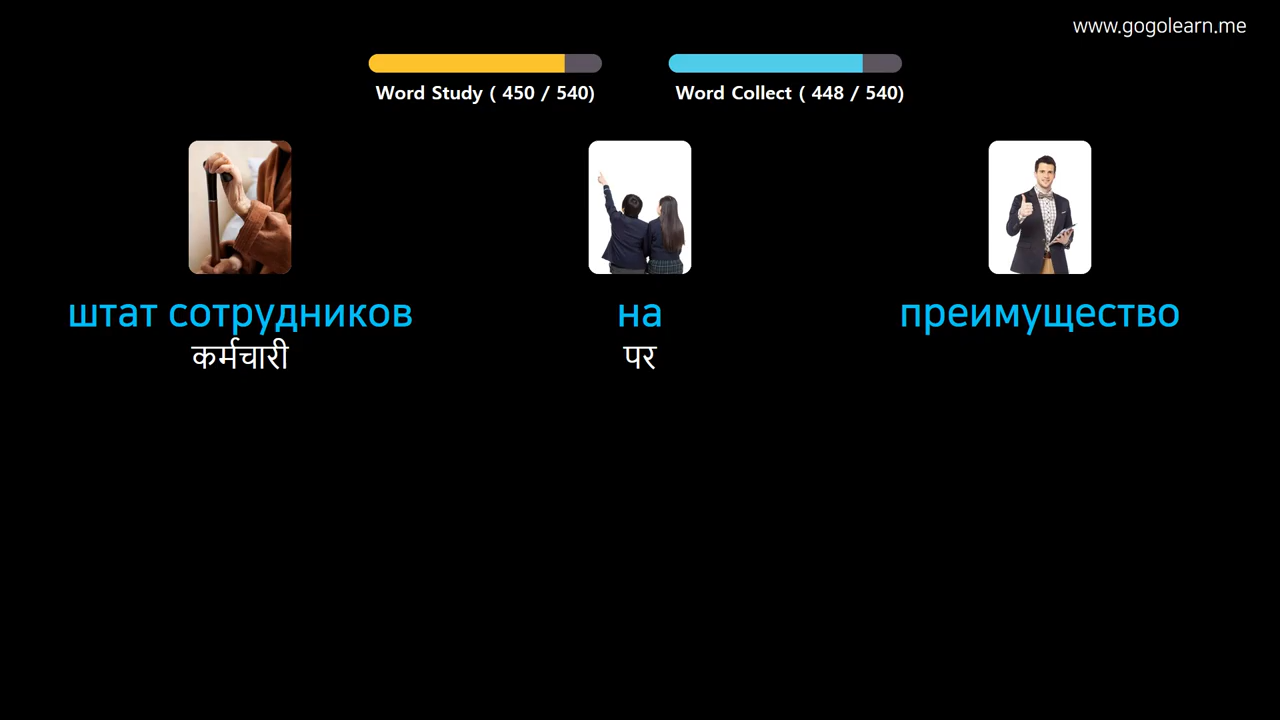 www.gogolearn.me
Word Study ( 450 / 540)
Word Collect ( 448 / 540)
штат сотрудников
на
преимущество
कर्मचारी
पर